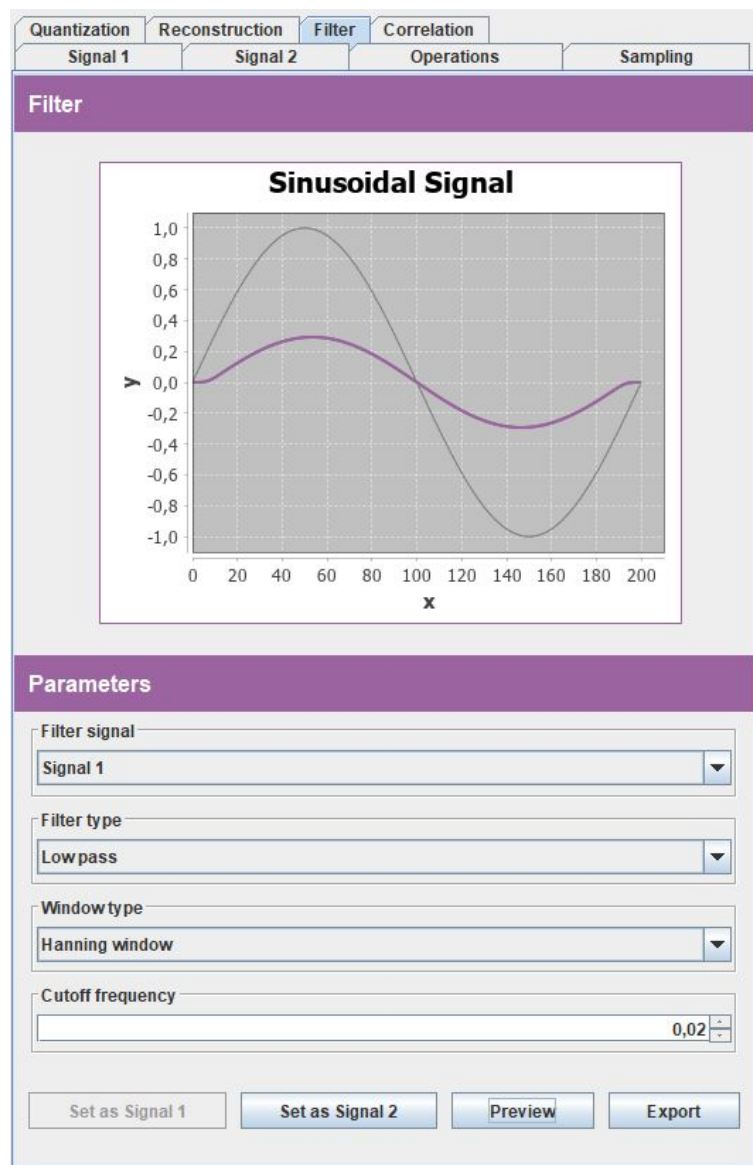 Quantization Reconstruction Filter Correlation
Signal 1 Signal 2 Operations Sampling
Filter
Sinusoidal Signal
1,0
0,8
0,6
0,4
0,2
0,0
-0,2
-0,4
-0,6
-0,8
-1,0
y
0 20 40 60 80 100 120 140 160 180 200
x
Parameters
Filter signal
Signal 1
Filter type
Low pass
Window type
Hanning window
Cutoff frequency
0,02
Set as Signal 1 Set as Signal 2 Preview Export